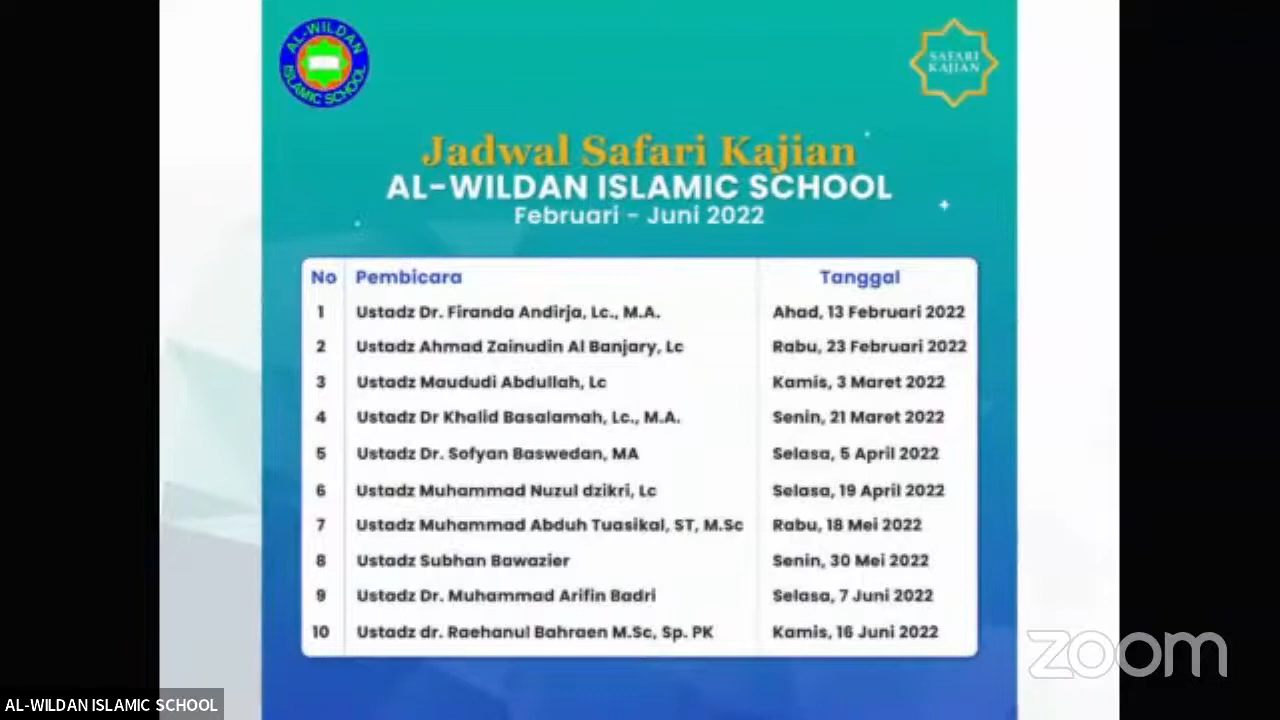 AL-WILDAN
ISLAMIC SCHOOL
SAFARI
KAJIAN
Jadwal Safari Kajian
AL-WILDAN ISLAMIC SCHOOL
Februari - Juni 2022
No Pembicara Tanggal
1 Ustadz Dr. Firanda Andirja, Lc., M.A. Ahad, 13 Februari 2022
2 Ustadz Ahmad Zainudin Al Banjary, Lc Rabu, 23 Februari 2022
3 Ustadz Maududi Abdullah, Lc Kamis, 3 Maret 2022
4 Ustadz Dr Khalid Basalamah, Lc., M.A. Senin, 21 Maret 2022
5 Ustadz Dr. Sofyan Baswedan, MA Selasa, 5 April 2022
6 Ustadz Muhammad Nuzul dzikri, Lc Selasa, 19 April 2022
7 Ustadz Muhammad Abduh Tuasikal, ST, M.Sc Rabu, 18 Mei 2022
8 Ustadz Subhan Bawazier Senin, 30 Mei 2022
9 Ustadz Dr. Muhammad Arifin Badri Selasa, 7 Juni 2022
10 Ustadz dr. Raehanul Bahraen M.Sc, Sp. PK Kamis, 16 Juni 2022
zoom
AL-WILDAN ISLAMIC SCHOOL